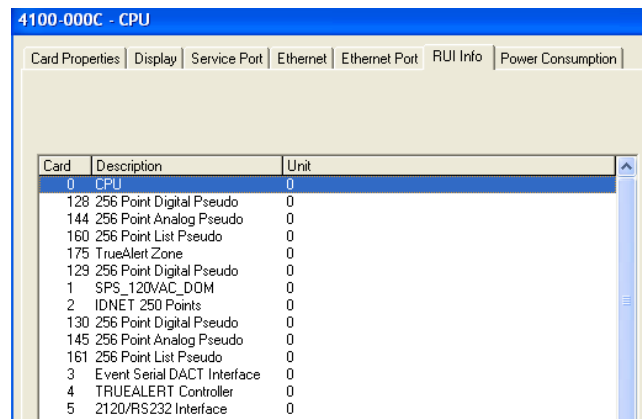 4100-000C - CPU
Card Properties Display Service Port Ethernet Ethernet Port RUI Info Power Consumption
Card Description Unit
0 CPU 0
128 256 Point Digital Pseudo 0
144 256 Point Analog Pseudo 0
160 256 Point List Pseudo 0
175 TrueAlert Zone 0
129 256 Point Digital Pseudo 0
1 SPS_120VAC_DOM 0
2 IDNET 250 Points 0
130 256 Point Digital Pseudo 0
145 256 Point Analog Pseudo 0
161 256 Point List Pseudo 0
3 Event Serial DACT Interface 0
4 TRUEALERT Controller 0
5 2120/RS232 Interface 0